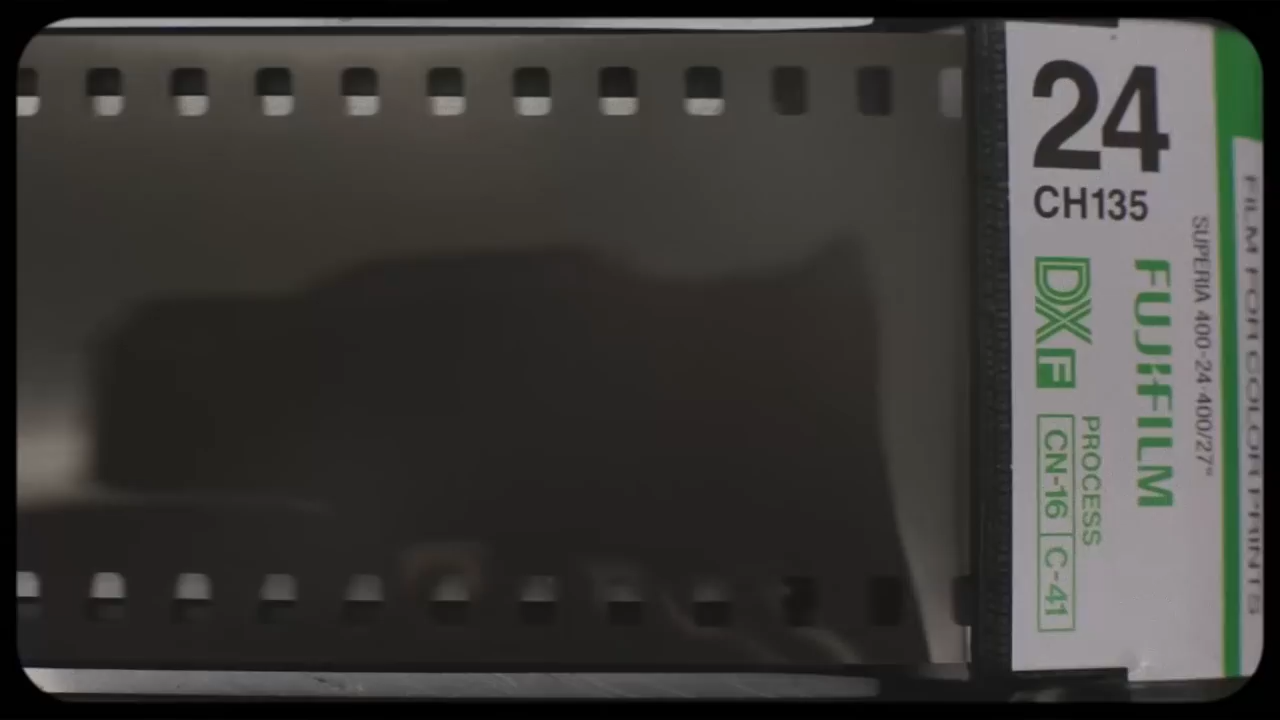 24
CH135
DX F
FUJIFILM
SUPERIA 400-24·400/27°
PROCESS
CN-16 C-41
FILM FOR COLOR PRINTS